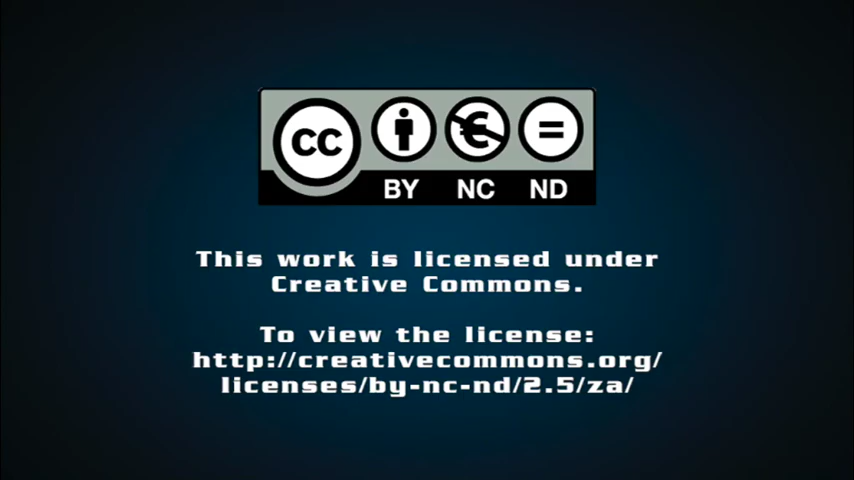 CC
BY NC ND
This work is licensed under
Creative Commons.
To view the license:
http://creativecommons.org/
licenses/by-nc-nd/2.5/za/